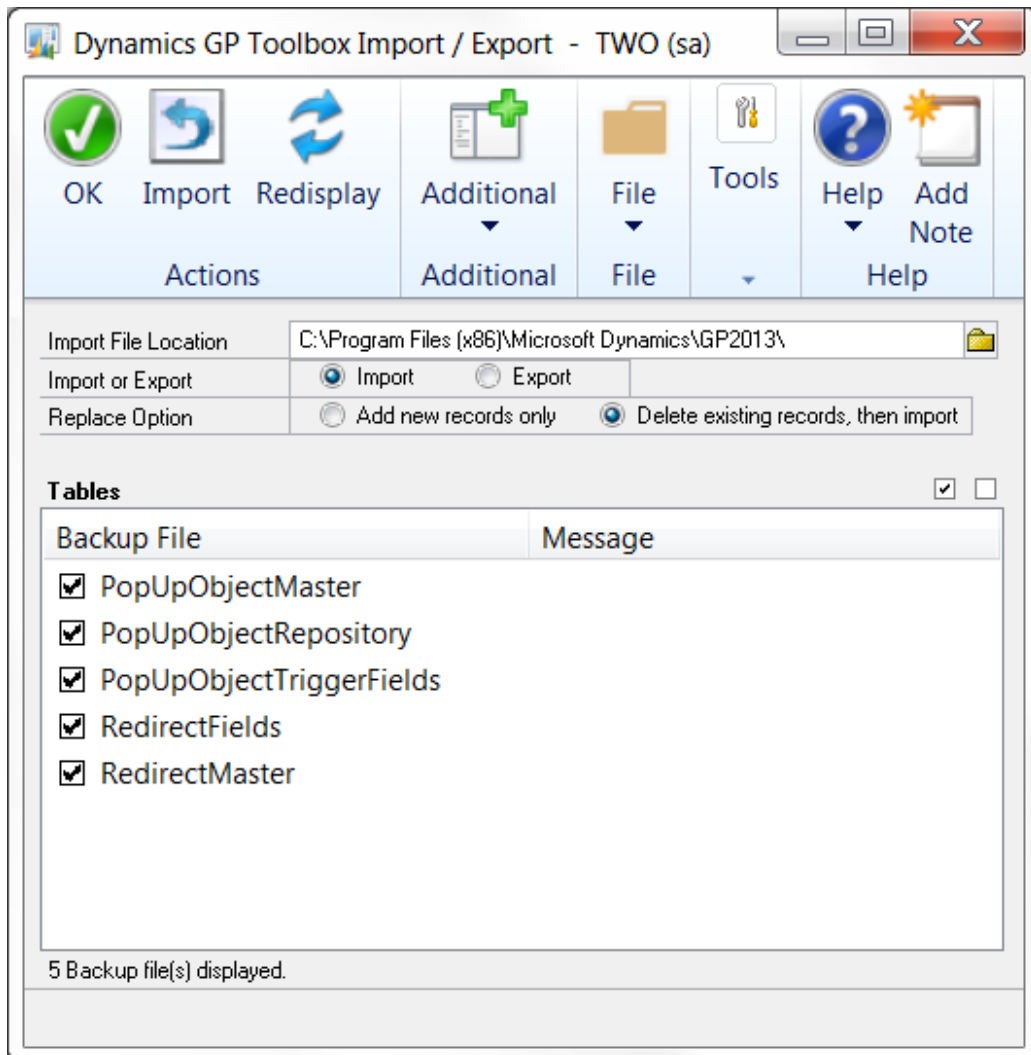 Dynamics GP Toolbox Import / Export - TWO (sa)
OK Import Redisplay Additional File Tools Help Add Note
Actions Additional File Help
Import File Location C:\Program Files (x86)\Microsoft Dynamics\GP2013\
Import or Export Import Export
Replace Option Add new records only Delete existing records, then import
Tables
Backup File Message
PopUpObjectMaster
PopUpObjectRepository
PopUpObjectTriggerFields
RedirectFields
RedirectMaster
5 Backup file(s) displayed.